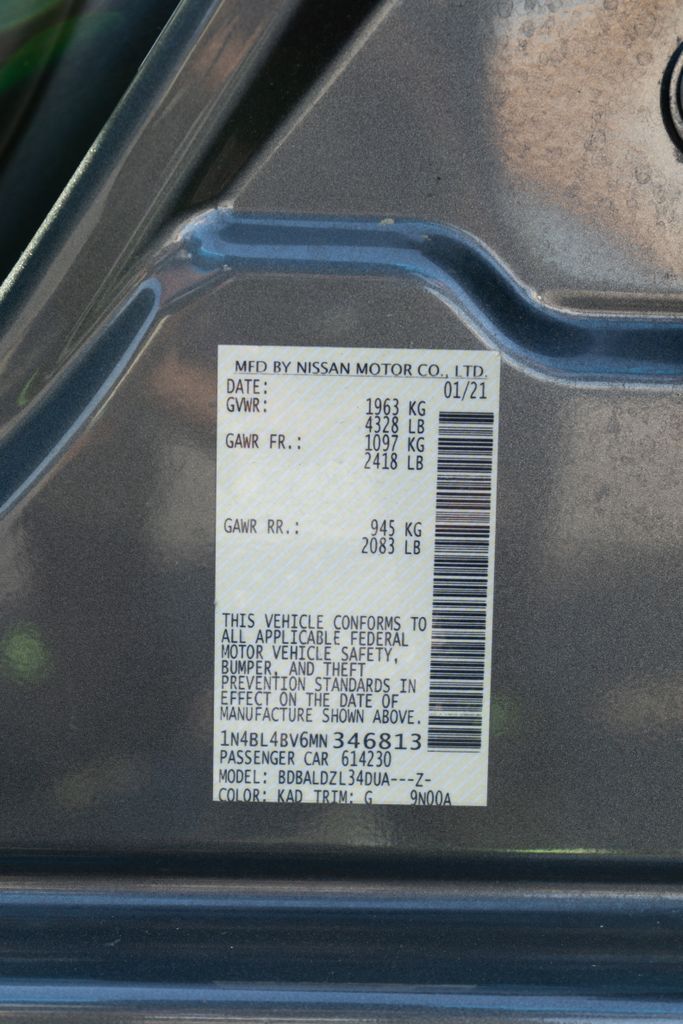 MFD BY NISSAN MOTOR CO., LTD.
DATE: 01/21
GVWR: 1963 KG
4328 LB
GAWR FR.: 1097 KG
2418 LB
GAWR RR.: 945 KG
2083 LB
THIS VEHICLE CONFORMS TO
ALL APPLICABLE FEDERAL
MOTOR VEHICLE SAFETY,
BUMPER, AND THEFT
PREVENTION STANDARDS IN
EFFECT ON THE DATE OF
MANUFACTURE SHOWN ABOVE.
1N4BL4BV6MN346813
PASSENGER CAR 614230
MODEL: BDBALDZL34DUA---Z-
COLOR: KAD TRIM: G 9N00A